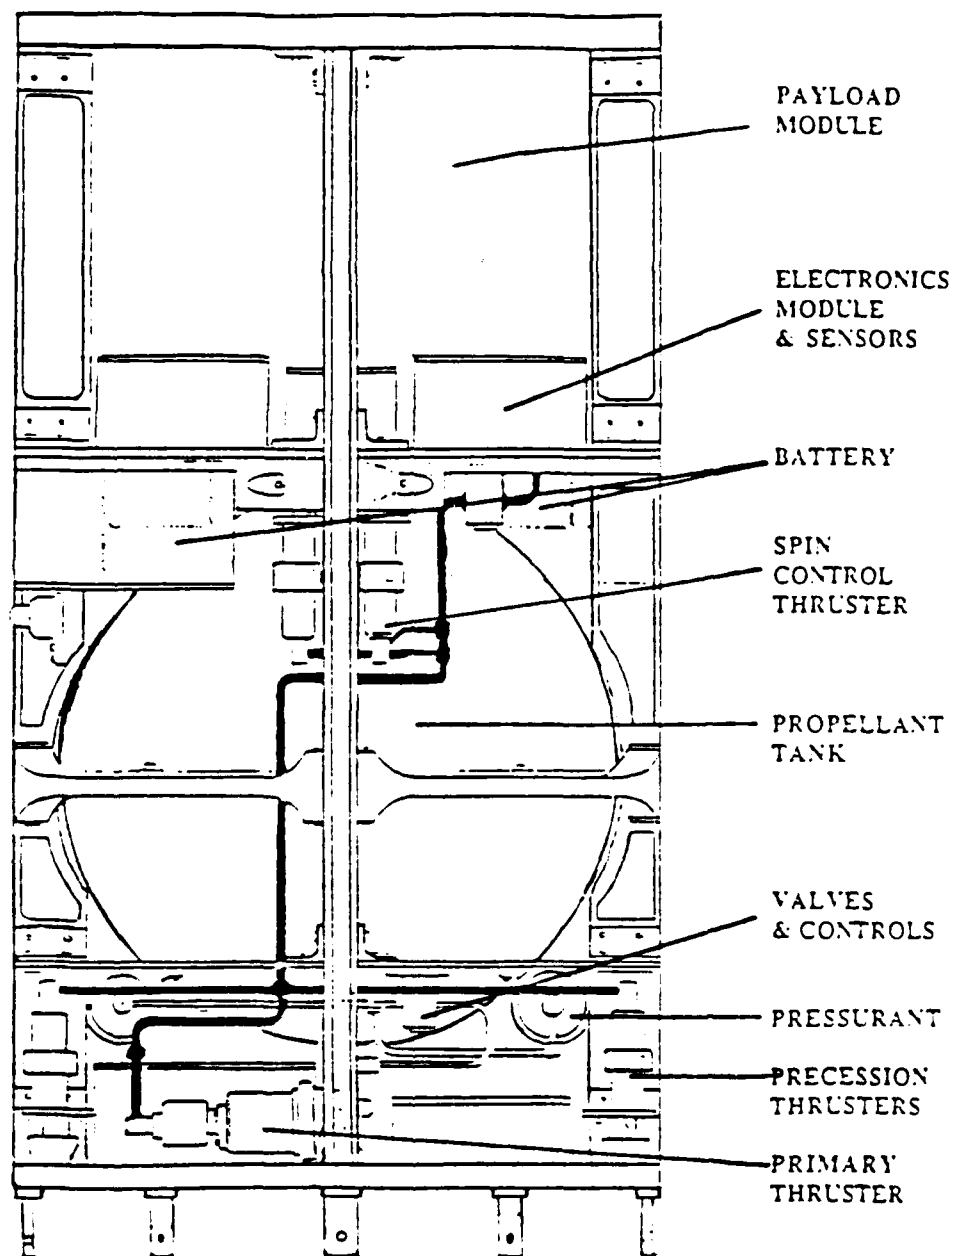 PAYLOAD
MODULE
ELECTRONICS
MODULE
& SENSORS
BATTERY
SPIN
CONTROL
THRUSTER
PROPELLANT
TANK
VALVES
& CONTROLS
PRESSURANT
PRECESSION
THRUSTERS
PRIMARY
THRUSTER